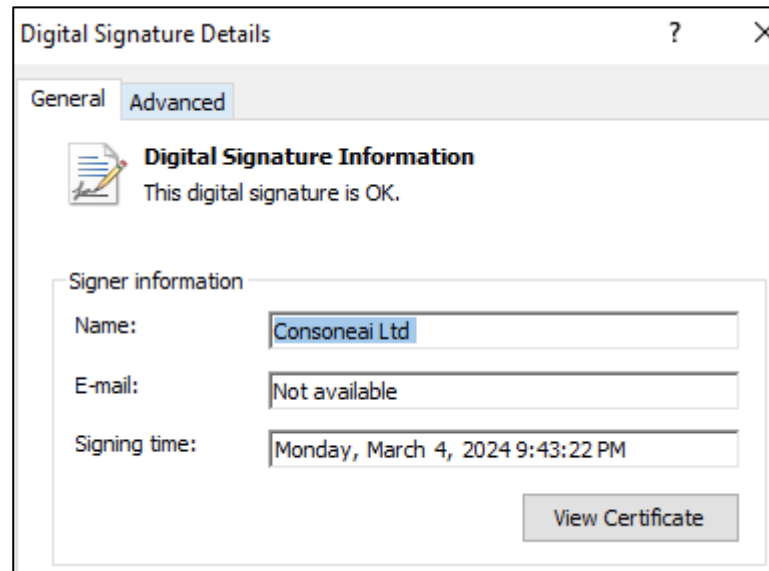 Digital Signature Details ? ×
General Advanced
Digital Signature Information
This digital signature is OK.
Signer information
Name: Consoneai Ltd
E-mail: Not available
Signing time: Monday, March 4, 2024 9:43:22 PM
View Certificate